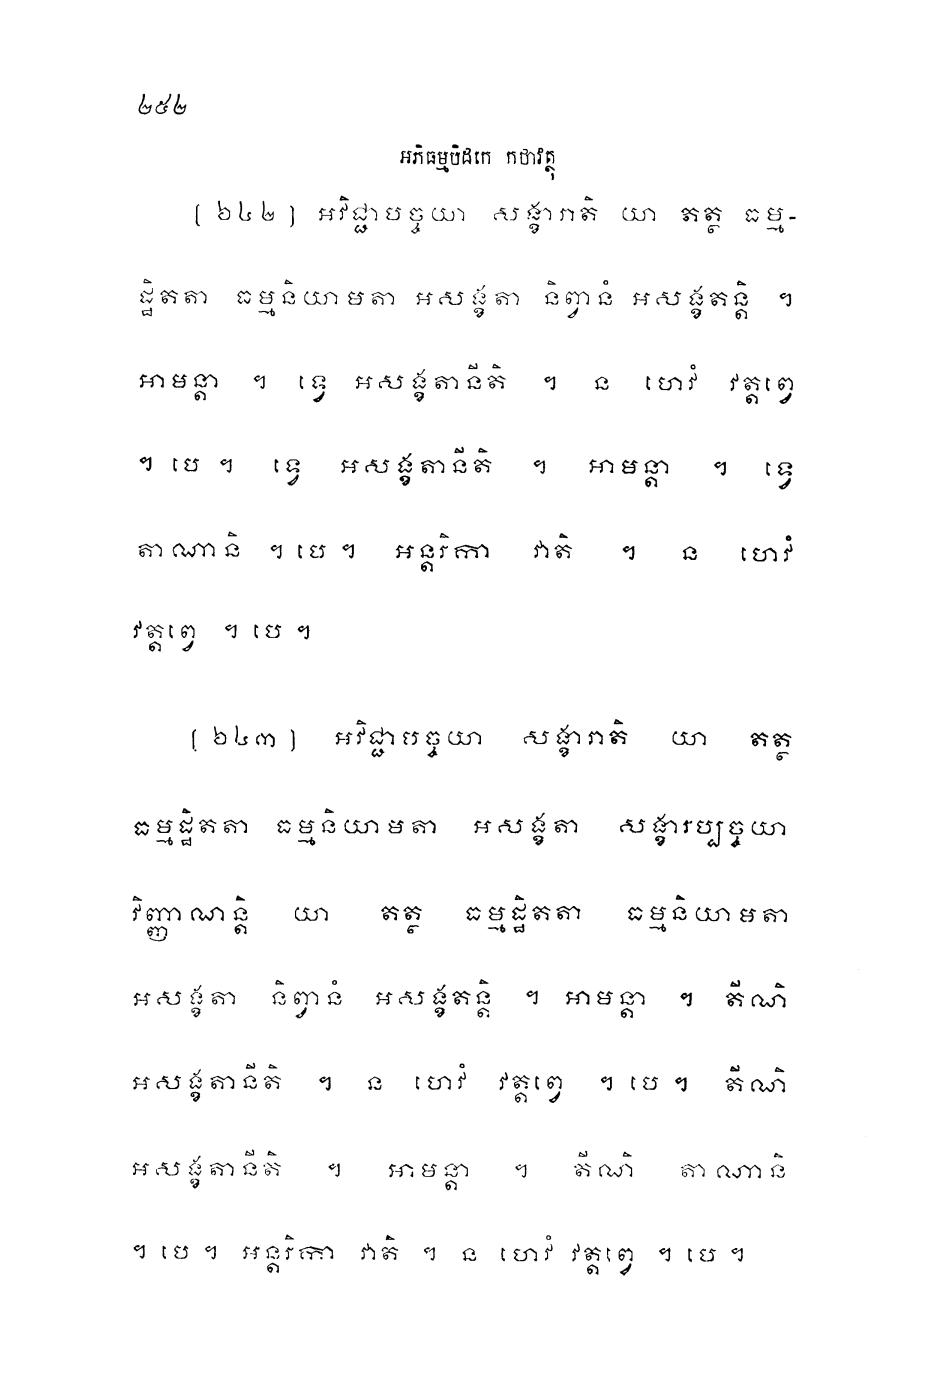 ២៥២
អភិធម្មបិដកេ កថាវត្ថុ
[ ៦៤២ ] អវិជ្ជាបច្ចយា សង្ខារាតិ យា តត្ថ ធម្ម-
ដ្ឋិតតា ធម្មនិយាមតា អសង្ខតា និព្វានំ អសង្ខតន្តិ ។
អាមន្តា ។ ទ្វេ អសង្ខតានីតិ ។ ន ហេវំ វត្តព្វេ
។ បេ ។ ទ្វេ អសង្ខតានីតិ ។ អាមន្តា ។ ទ្វេ
តាណានិ ។ បេ ។ អន្តរិកា វាតិ ។ ន ហេវំ
វត្តព្វេ ។ បេ ។
[ ៦៤៣ ] អវិជ្ជាបច្ចយា សង្ខារាតិ យា តត្ថ
ធម្មដ្ឋិតតា ធម្មនិយាមតា អសង្ខតា សង្ខារប្បច្ចយា
វិញ្ញាណន្តិ យា តត្ថ ធម្មដ្ឋិតតា ធម្មនិយាមតា
អសង្ខតា និព្វានំ អសង្ខតន្តិ ។ អាមន្តា ។ តីណិ
អសង្ខតានីតិ ។ ន ហេវំ វត្តព្វេ ។ បេ ។ តីណិ
អសង្ខតានីតិ ។ អាមន្តា ។ តីណិ តាណានិ
។ បេ ។ អន្តរិកា វាតិ ។ ន ហេវំ វត្តព្វេ ។ បេ ។